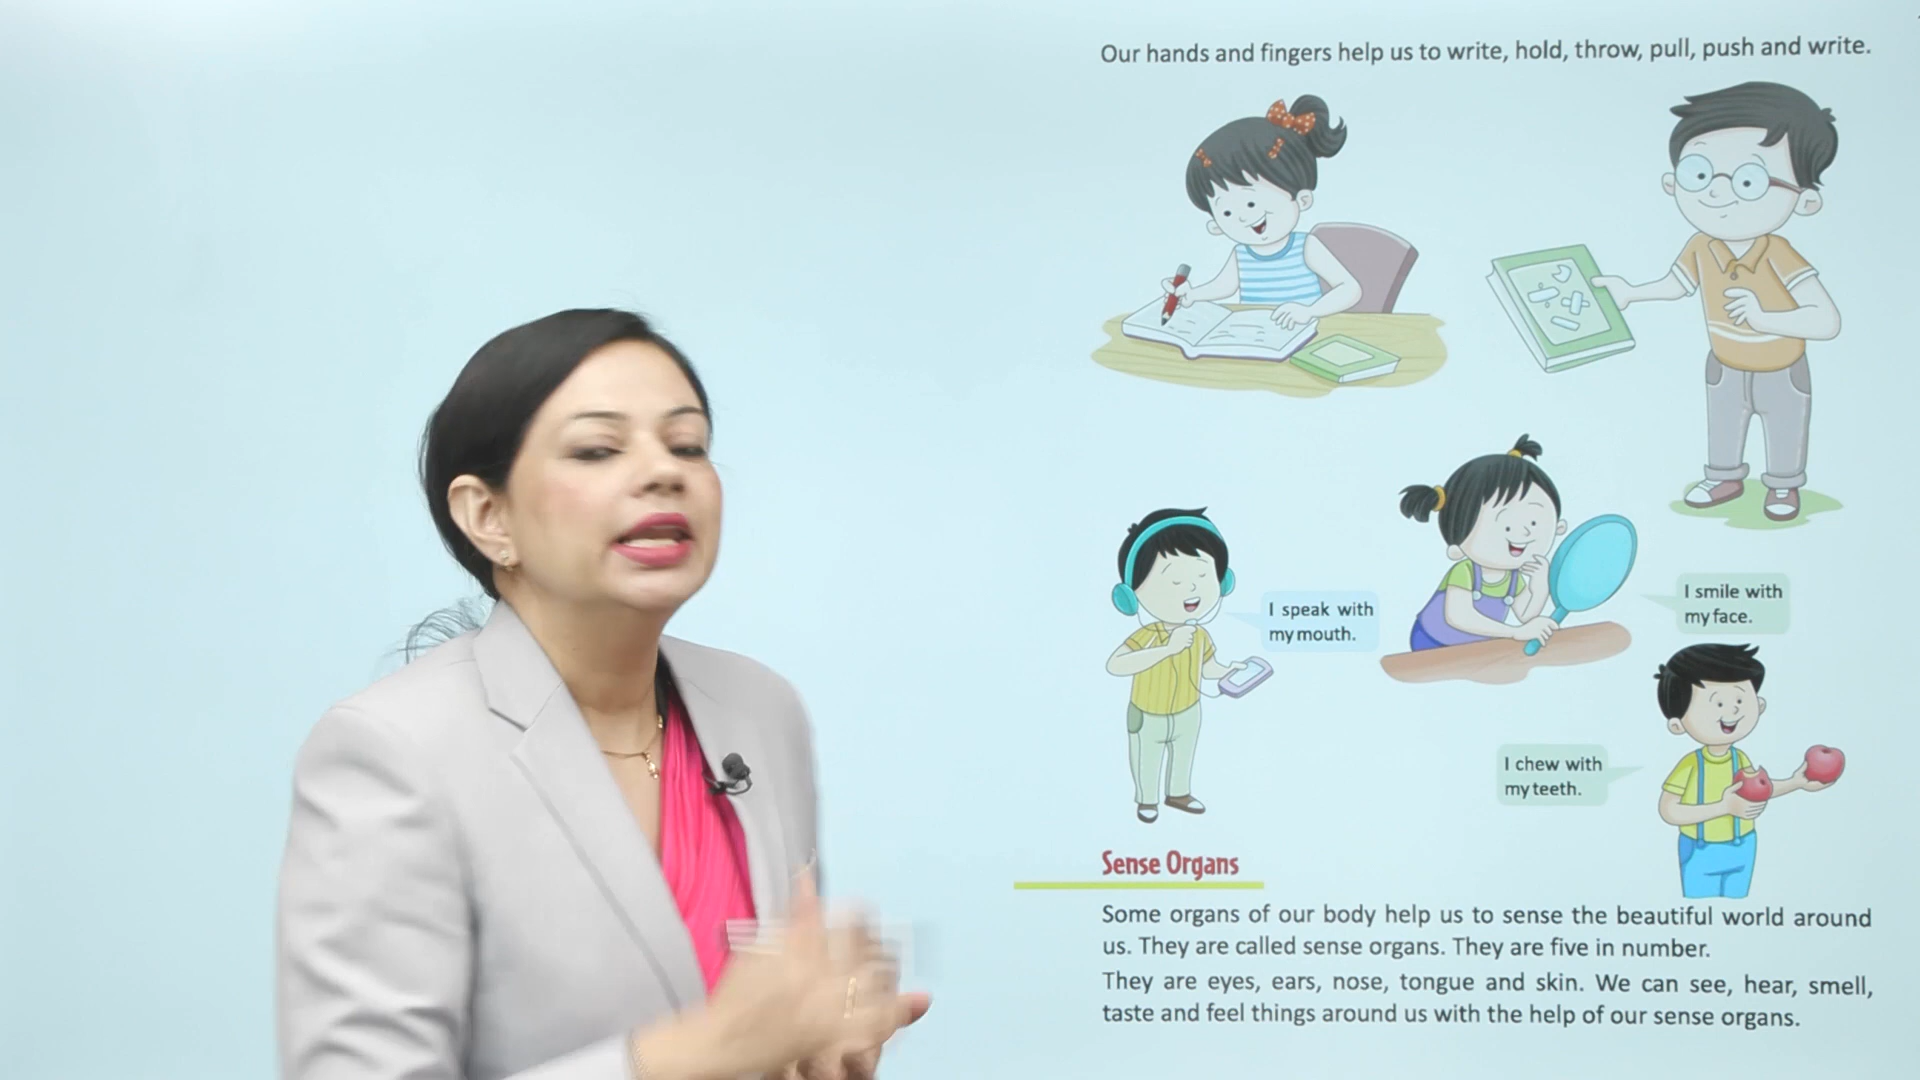 Our hands and fingers help us to write, hold, throw, pull, push and write.
I speak with
my mouth.
I smile with
my face.
I chew with
my teeth.
Sense Organs
Some organs of our body help us to sense the beautiful world around
us. They are called sense organs. They are five in number.
They are eyes, ears, nose, tongue and skin. We can see, hear, smell,
taste and feel things around us with the help of our sense organs.